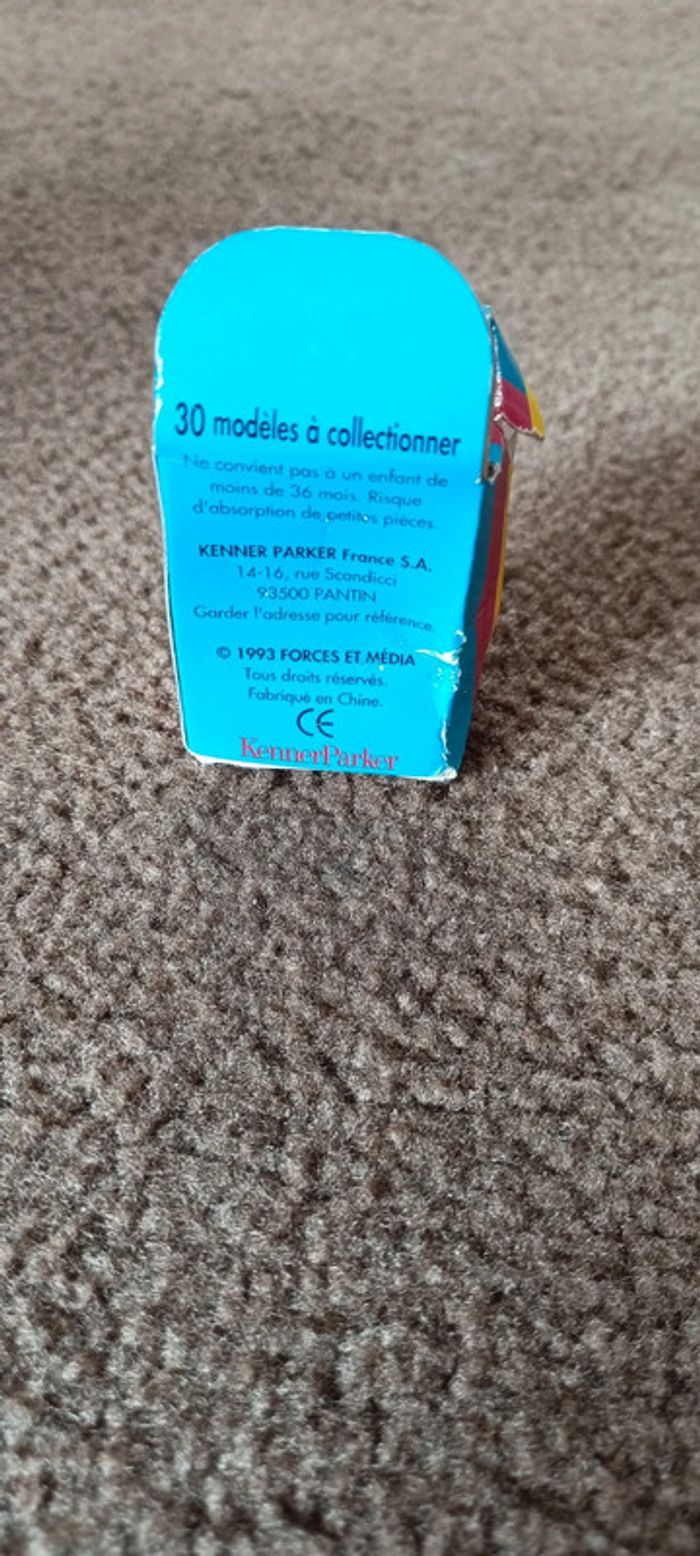 30 modèles à collectionner
Ne convient pas à un enfant de
moins de 36 mois. Risque
d'absorption de petites pièces.
KENNER PARKER France S.A.
14-16, rue Scandicci
93500 PANTIN
Garder l'adresse pour référence.
© 1993 FORCES ET MÉDIA
Tous droits réservés.
Fabriqué en Chine.
CE
KennerParker